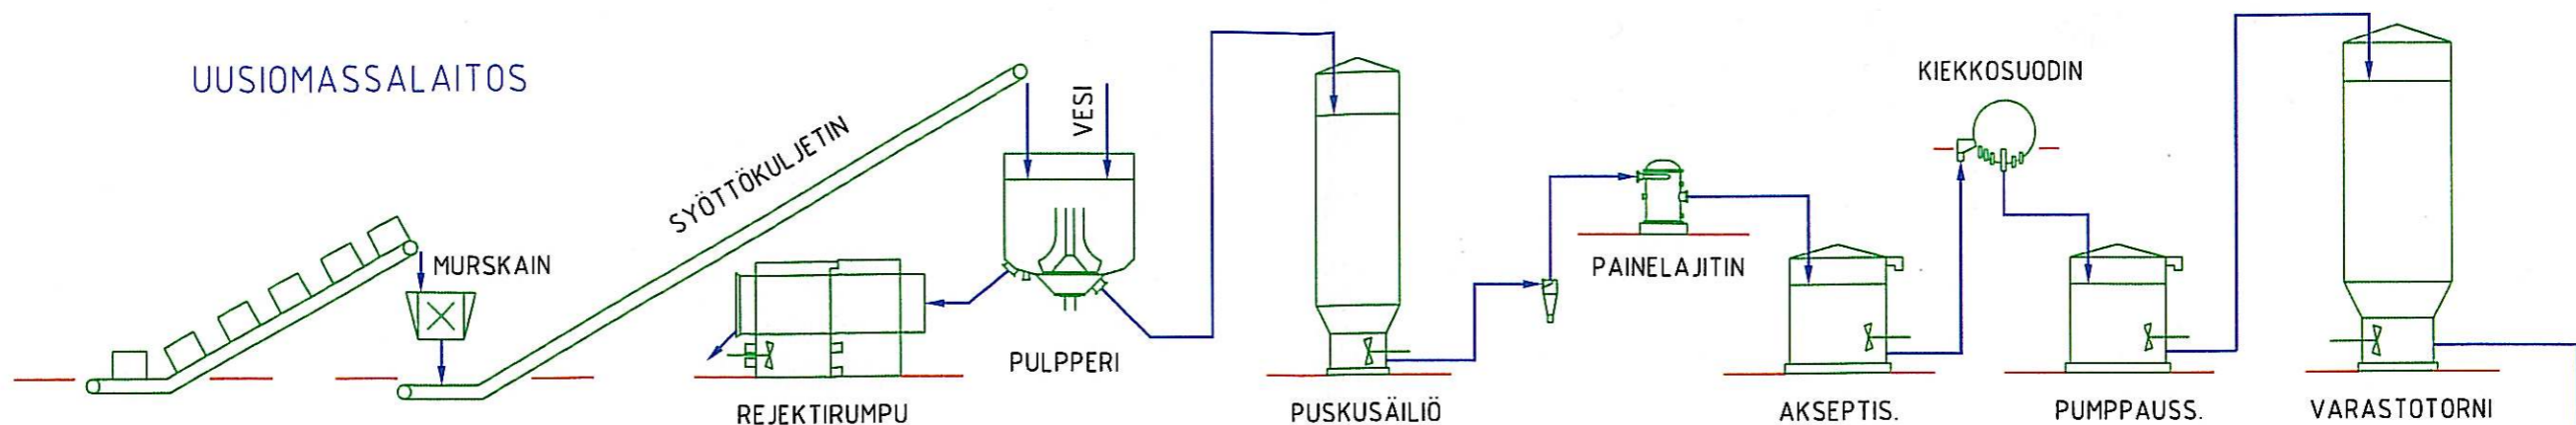 UUSIOMASSALAITOS
MURSKAIN
SYÖTTÖKULJETIN
VESI
REJEKTIRUMPU
PULPPERI
PUSKUSÄILIÖ
PAINELAJITIN
AKSEPTIS.
KIEKKOSUODIN
PUMPPAUSS.
VARASTOTORNI